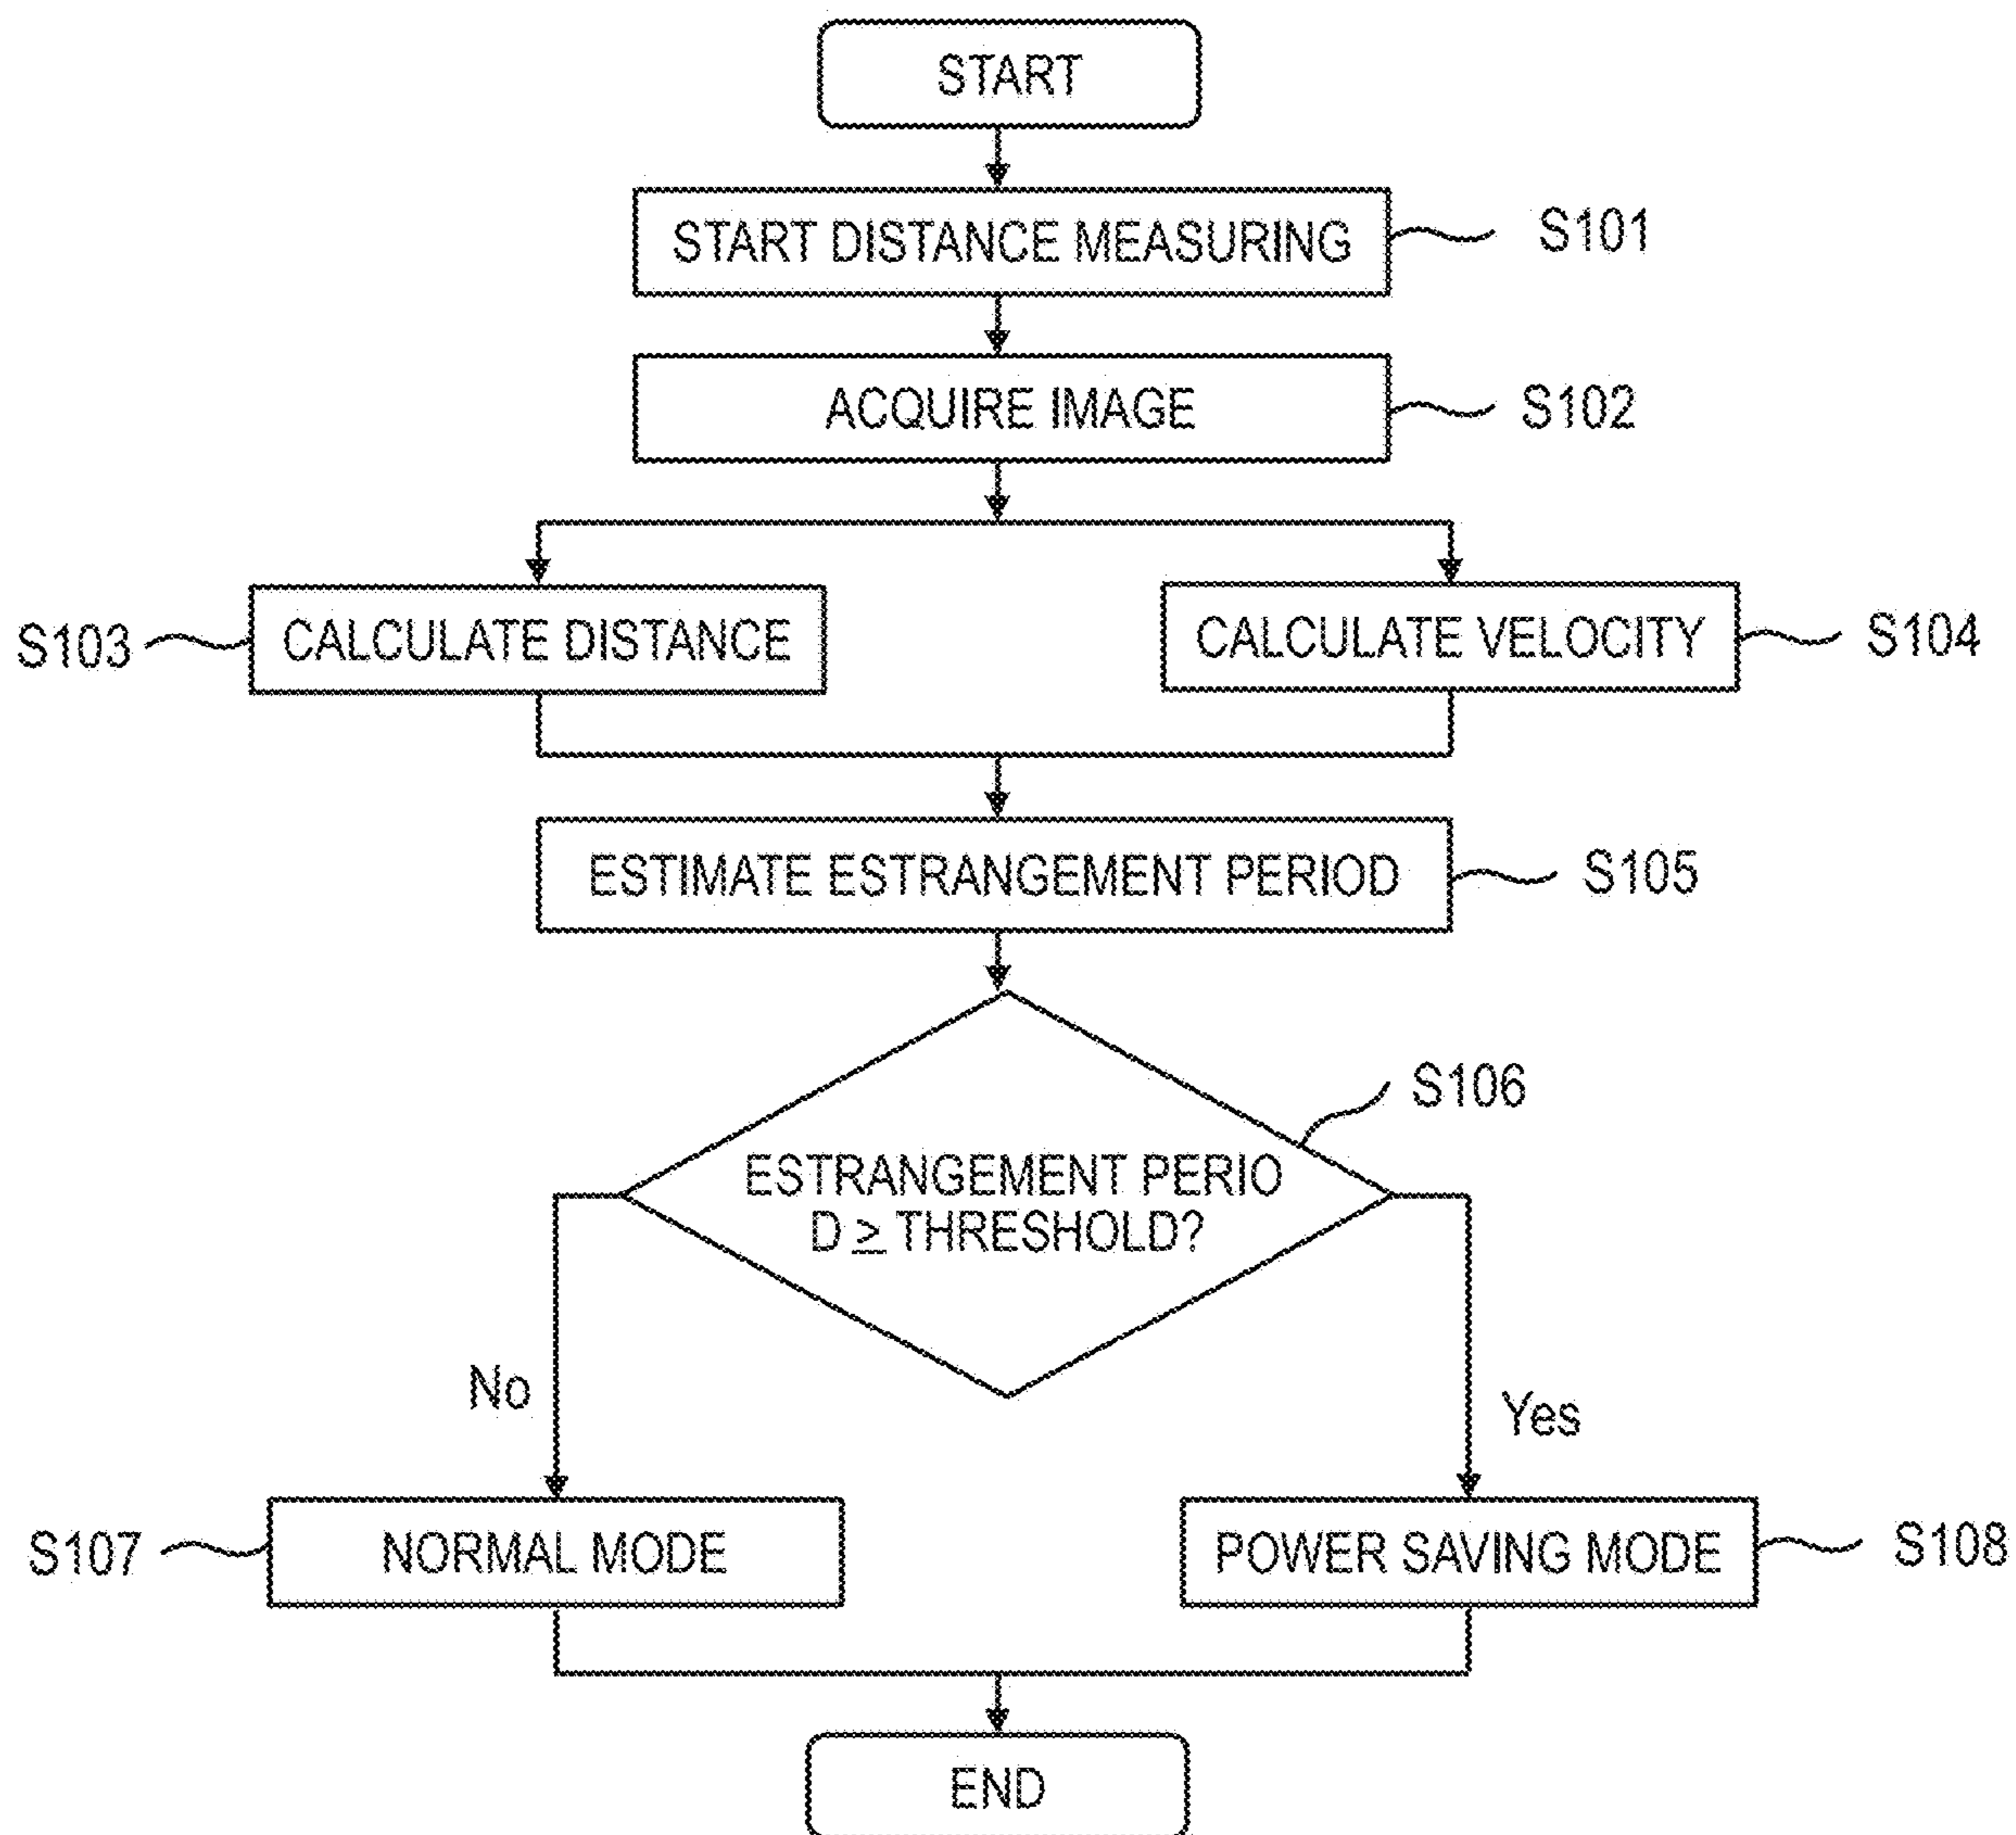 START
START DISTANCE MEASURING
S101
ACQUIRE IMAGE
S102
S103
CALCULATE DISTANCE
CALCULATE VELOCITY
S104
ESTIMATE ESTRANGEMENT PERIOD
S105
S106
ESTRANGEMENT PERIO
D ≥ THRESHOLD?
No
Yes
S107
NORMAL MODE
POWER SAVING MODE
S108
END